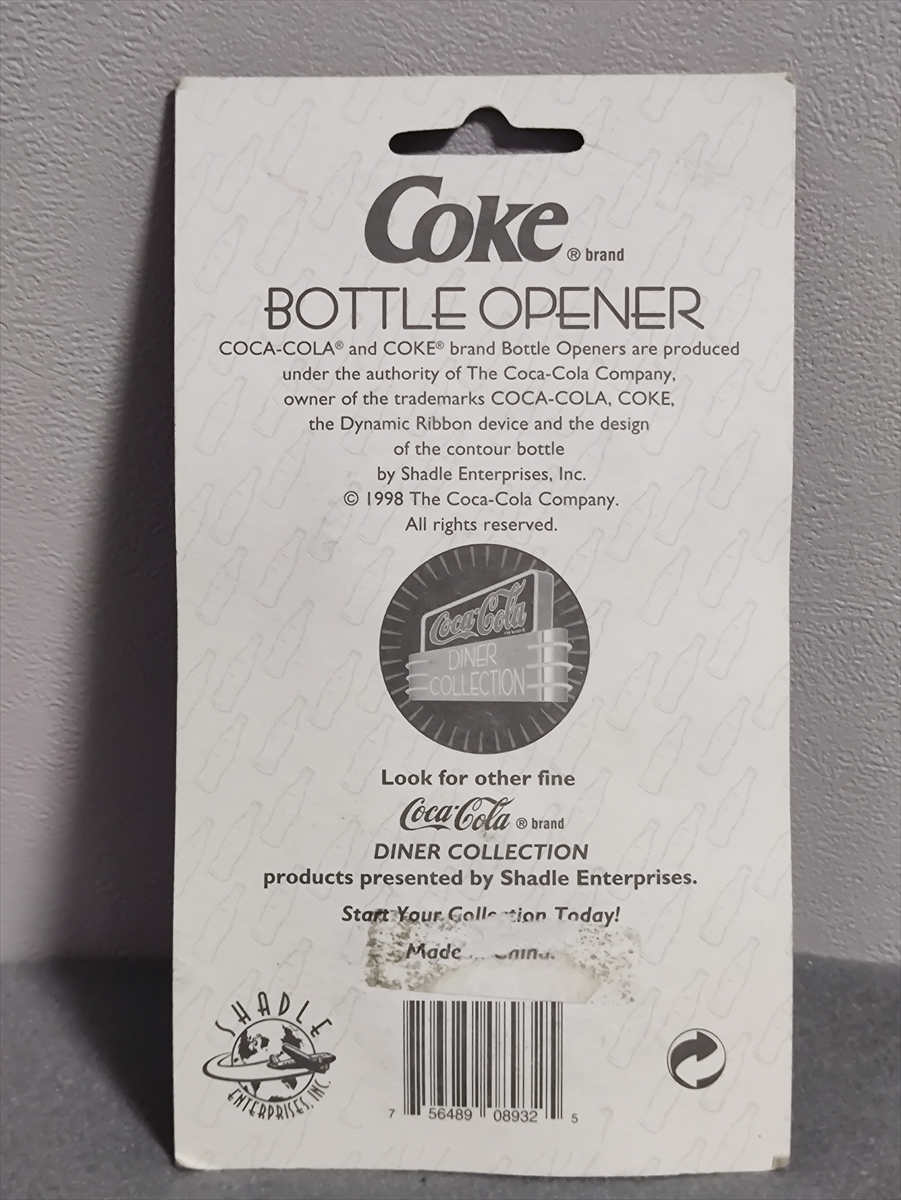 Coke ® brand
BOTTLE OPENER
COCA-COLA® and COKE® brand Bottle Openers are produced
under the authority of The Coca-Cola Company,
owner of the trademarks COCA-COLA, COKE,
the Dynamic Ribbon device and the design
of the contour bottle
by Shadle Enterprises, Inc.
© 1998 The Coca-Cola Company.
All rights reserved.
Coca-Cola
DINER
COLLECTION
Look for other fine
Coca-Cola ® brand
DINER COLLECTION
products presented by Shadle Enterprises.
Start Your Collection Today!
Made China.
SHADLE
ENTERPRISES, INC.
7 56489 08932 5